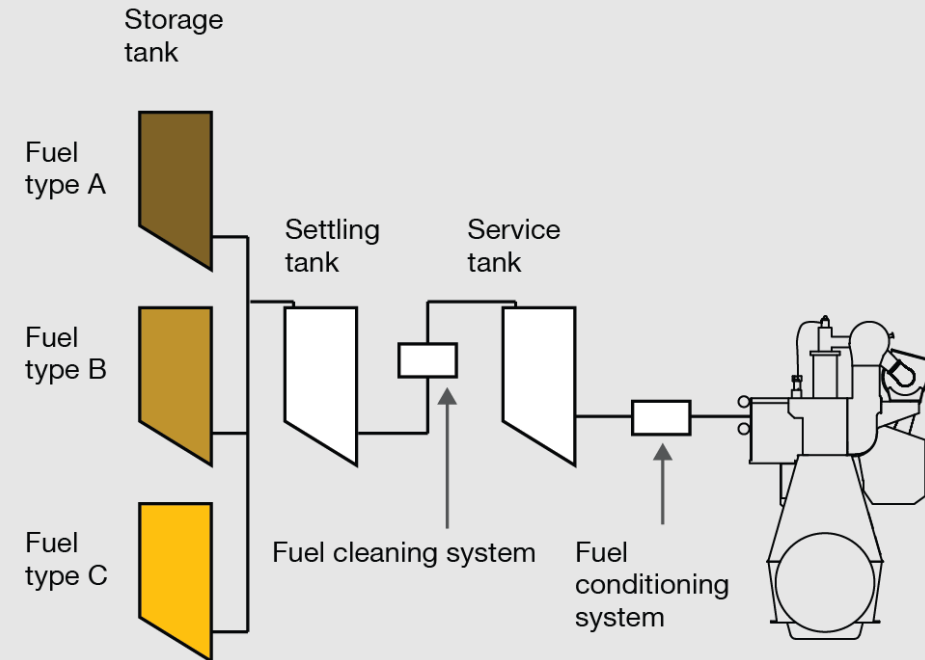 Storage
tank
Fuel
type A
Settling
tank
Service
tank
Fuel
type B
Fuel
type C
Fuel cleaning system
Fuel
conditioning
system